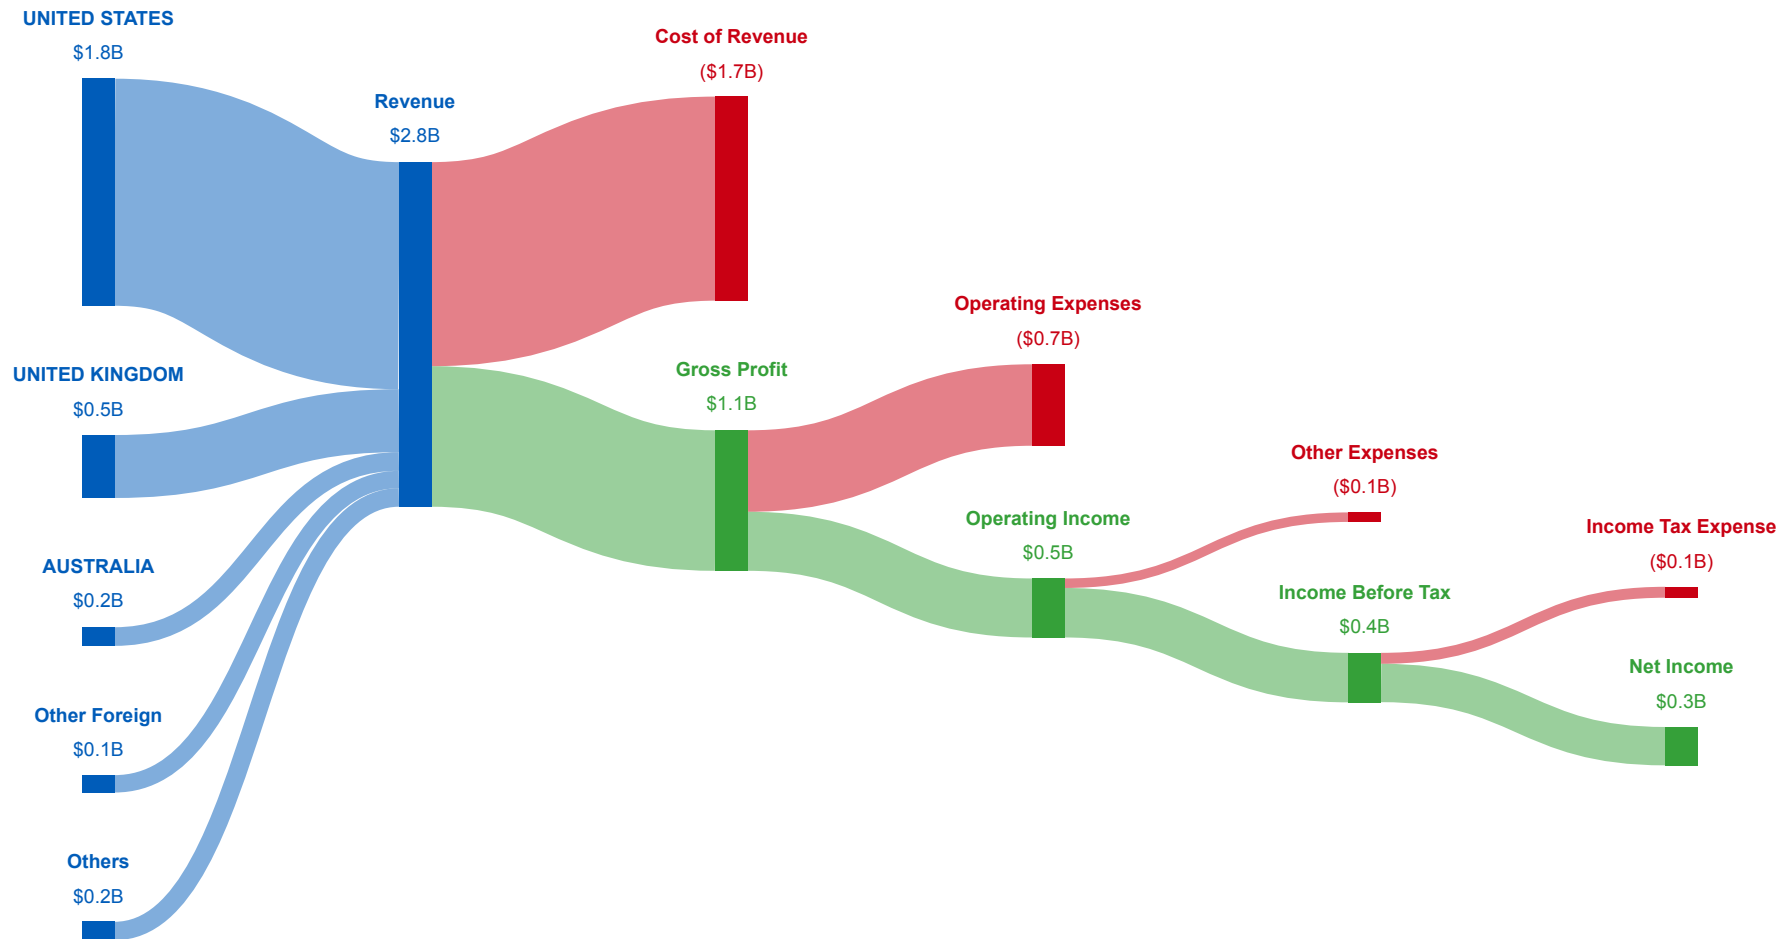 UNITED STATES
$1.8B
Cost of Revenue
($1.7B)
Revenue
$2.8B
Operating Expenses
($0.7B)
Gross Profit
$1.1B
UNITED KINGDOM
$0.5B
Other Expenses
($0.1B)
Operating Income
$0.5B
Income Tax Expense
($0.1B)
AUSTRALIA
$0.2B
Income Before Tax
$0.4B
Net Income
$0.3B
Other Foreign
$0.1B
Others
$0.2B